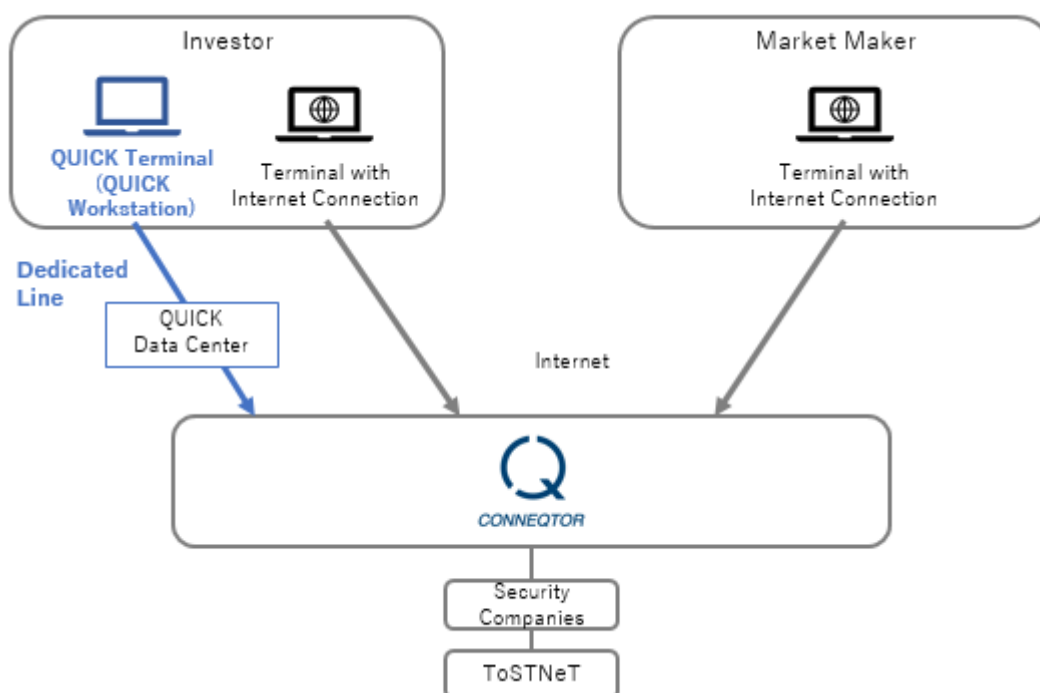 Investor
QUICK Terminal
(QUICK
Workstation)
Terminal with
Internet Connection
Market Maker
Terminal with
Internet Connection
Dedicated
Line
QUICK
Data Center
Internet
CONNEQTOR
Security
Companies
ToSTNeT